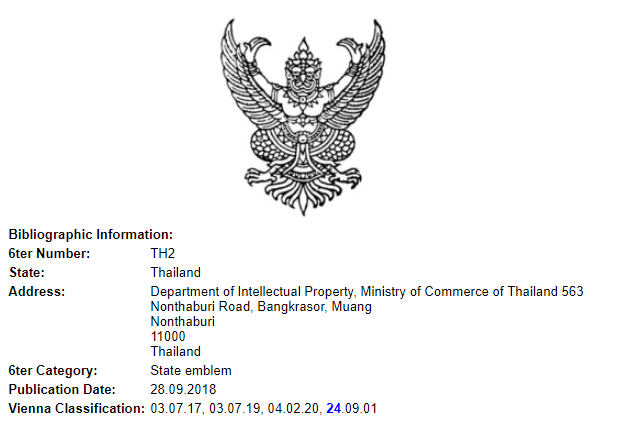 Bibliographic Information:
6ter Number: TH2
State: Thailand
Address: Department of Intellectual Property, Ministry of Commerce of Thailand 563
Nonthaburi Road, Bangkrasor, Muang
Nonthaburi
11000
Thailand
6ter Category: State emblem
Publication Date: 28.09.2018
Vienna Classification: 03.07.17, 03.07.19, 04.02.20, 24.09.01